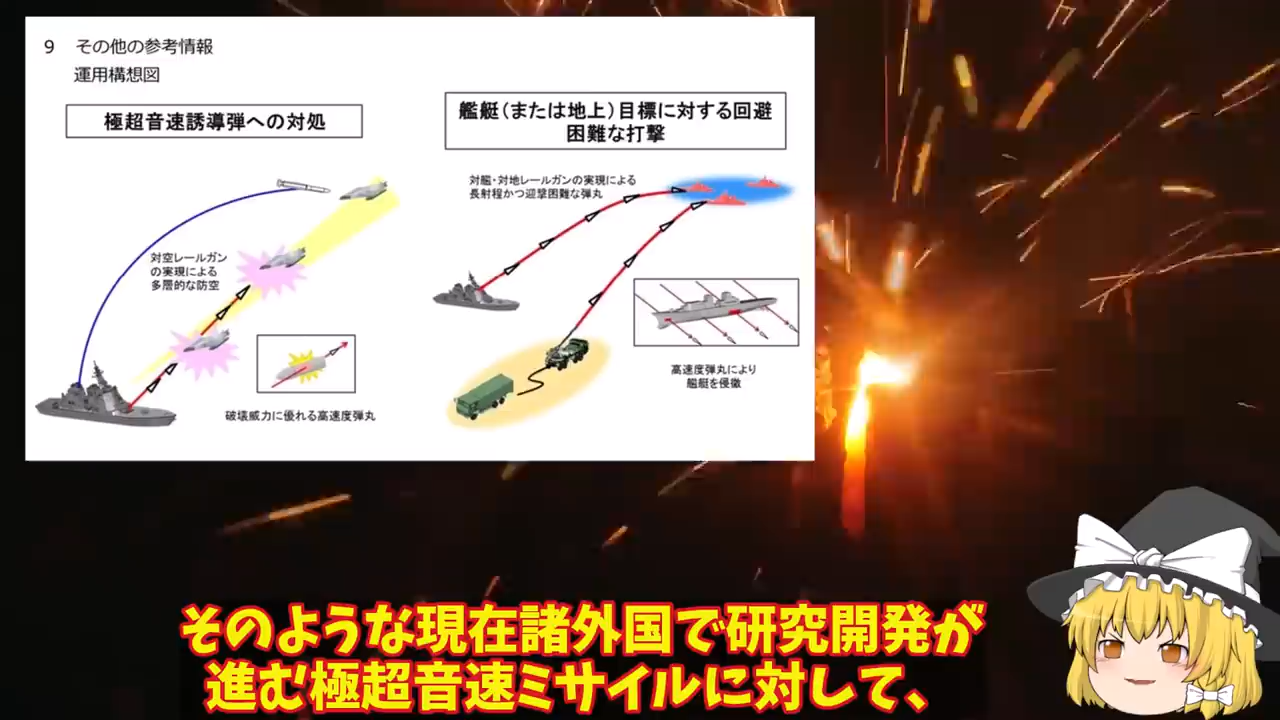 9 その他の参考情報
運用構想図
極超音速誘導弾への対処
対空レールガン
の実現による
多層的な防空
破壊威力に優れる高速度弾丸
艦艇(または地上)目標に対する回避
困難な打撃
対艦・対地レールガンの実現による
長射程かつ迎撃困難な弾丸
高速度弾丸により
艦艇を侵徹
そのような現在諸外国で研究開発が
進む極超音速ミサイルに対して、